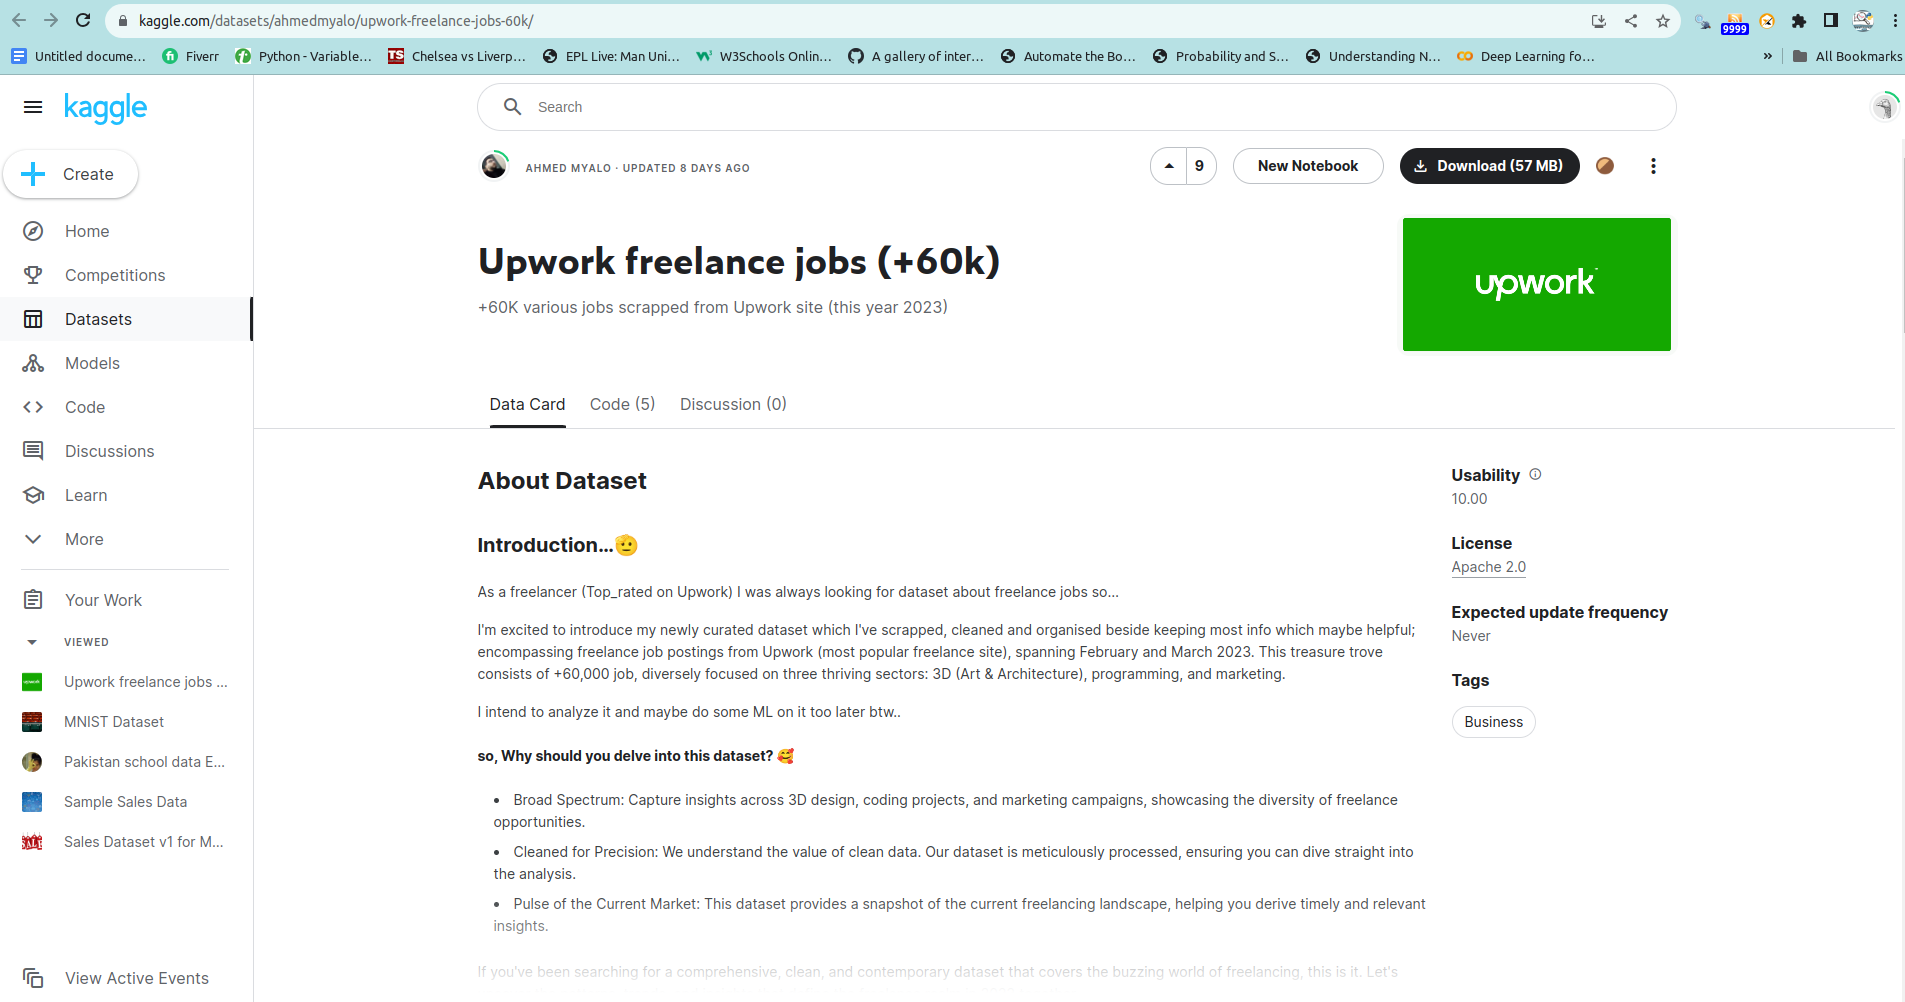 kaggle.com/datasets/ahmedmyalo/upwork-freelance-jobs-60k/
9999
Untitled docume...
Fiverr
Python - Variable...
TS
Chelsea vs Liverp...
EPL Live: Man Uni...
W3Schools Onlin...
A gallery of inter...
Automate the Bo...
Probability and S...
Understanding N...
Deep Learning fo...
»
All Bookmarks
kaggle
Search
Create
AHMED MYALO · UPDATED 8 DAYS AGO
9
New Notebook
Download (57 MB)
Home
Competitions
Datasets
Models
Code
Discussions
Learn
More
Your Work
VIEWED
Upwork freelance jobs ...
MNIST Dataset
Pakistan school data E...
Sample Sales Data
SALE
Sales Dataset v1 for M...
View Active Events
Upwork freelance jobs (+60k)
+60K various jobs scrapped from Upwork site (this year 2023)
upwork
Data Card
Code (5)
Discussion (0)
About Dataset
Introduction...🫡
As a freelancer (Top_rated on Upwork) I was always looking for dataset about freelance jobs so...
I'm excited to introduce my newly curated dataset which I've scrapped, cleaned and organised beside keeping most info which maybe helpful;
encompassing freelance job postings from Upwork (most popular freelance site), spanning February and March 2023. This treasure trove
consists of +60,000 job, diversely focused on three thriving sectors: 3D (Art & Architecture), programming, and marketing.
I intend to analyze it and maybe do some ML on it too later btw..
so, Why should you delve into this dataset? 🥰
• Broad Spectrum: Capture insights across 3D design, coding projects, and marketing campaigns, showcasing the diversity of freelance
opportunities.
• Cleaned for Precision: We understand the value of clean data. Our dataset is meticulously processed, ensuring you can dive straight into
the analysis.
• Pulse of the Current Market: This dataset provides a snapshot of the current freelancing landscape, helping you derive timely and relevant
insights.
If you've been searching for a comprehensive, clean, and contemporary dataset that covers the buzzing world of freelancing, this is it. Let's
Usability
10.00
License
Apache 2.0
Expected update frequency
Never
Tags
Business